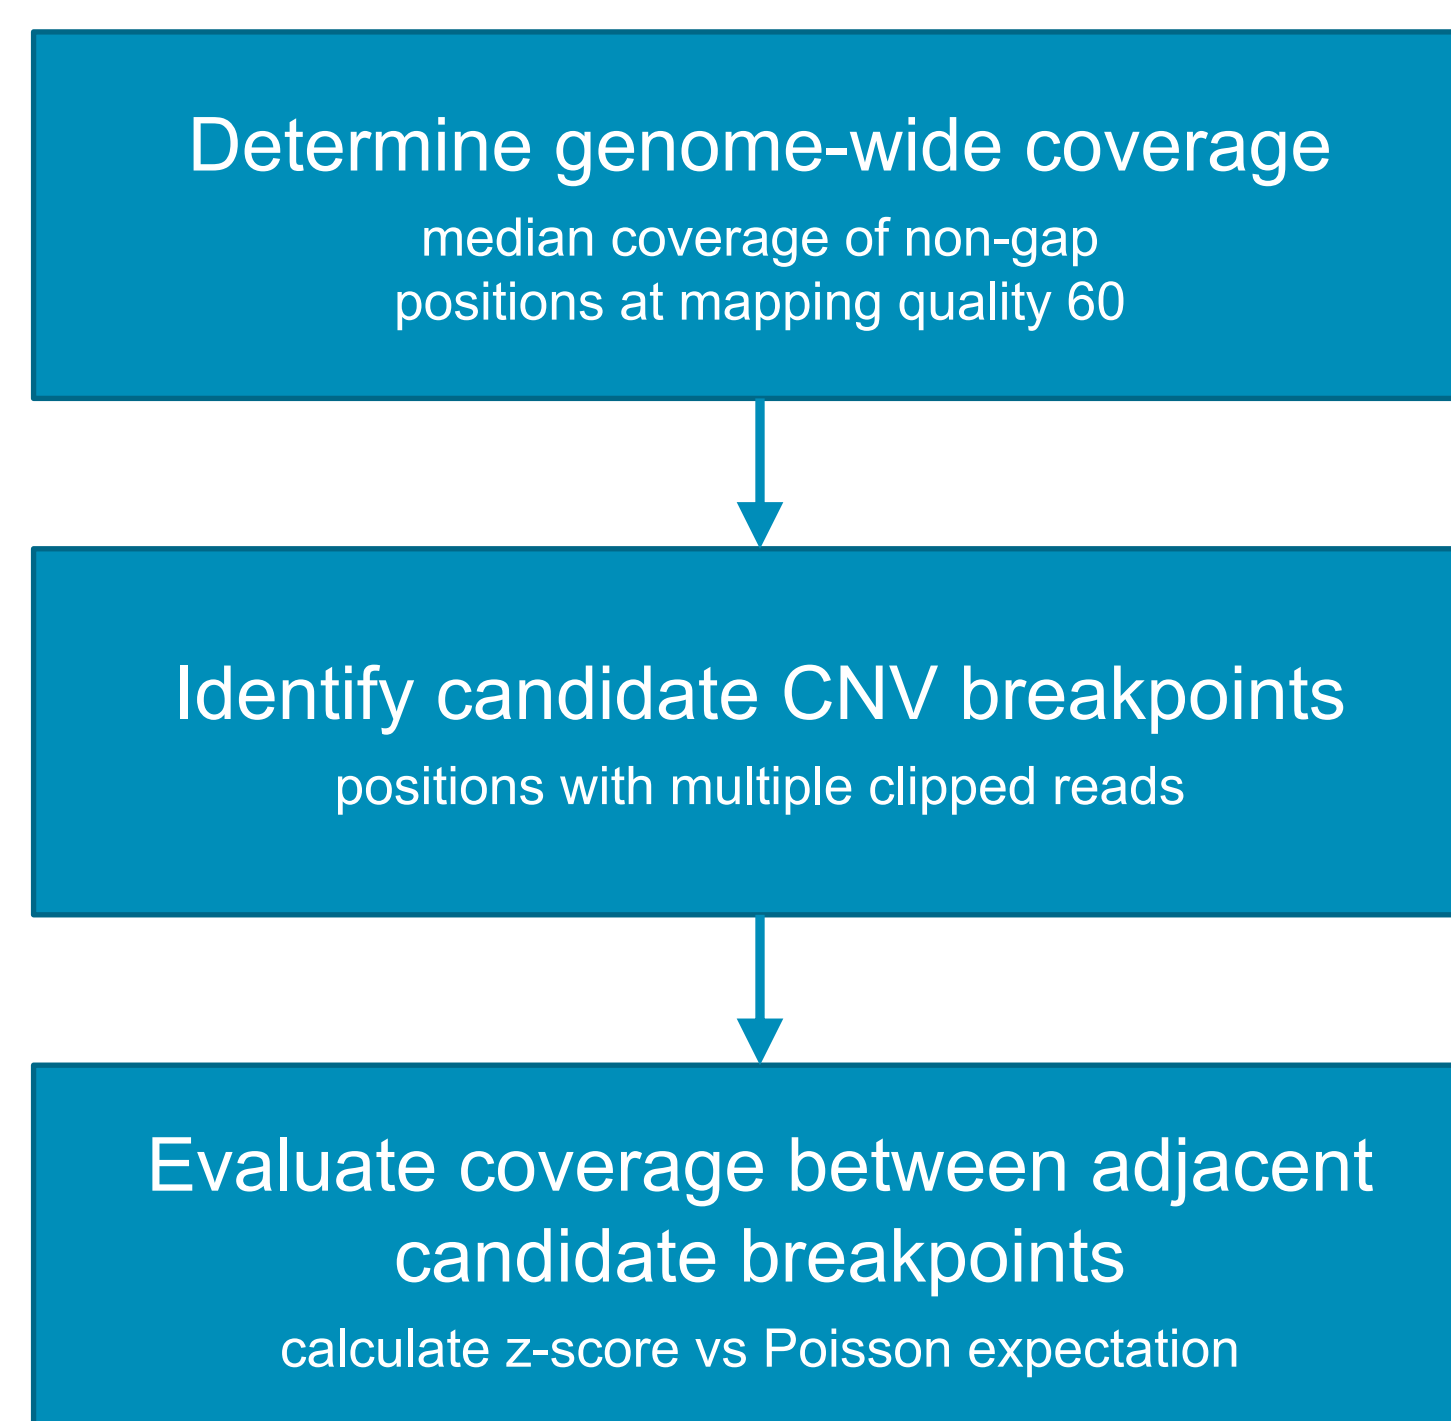 Determine genome-wide coverage
median coverage of non-gap
positions at mapping quality 60
Identify candidate CNV breakpoints
positions with multiple clipped reads
Evaluate coverage between adjacent
candidate breakpoints
calculate z-score vs Poisson expectation